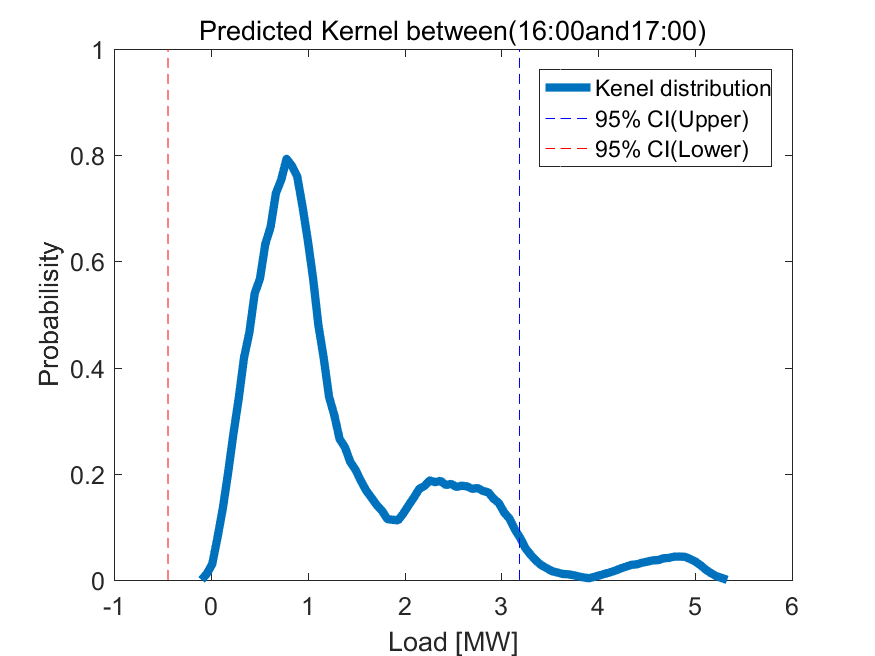 Predicted Kernel between(16:00and17:00)
1
0.8
0.6
0.4
0.2
0
Probabilisity
Kenel distribution
95% CI(Upper)
95% CI(Lower)
-1 0 1 2 3 4 5 6
Load [MW]